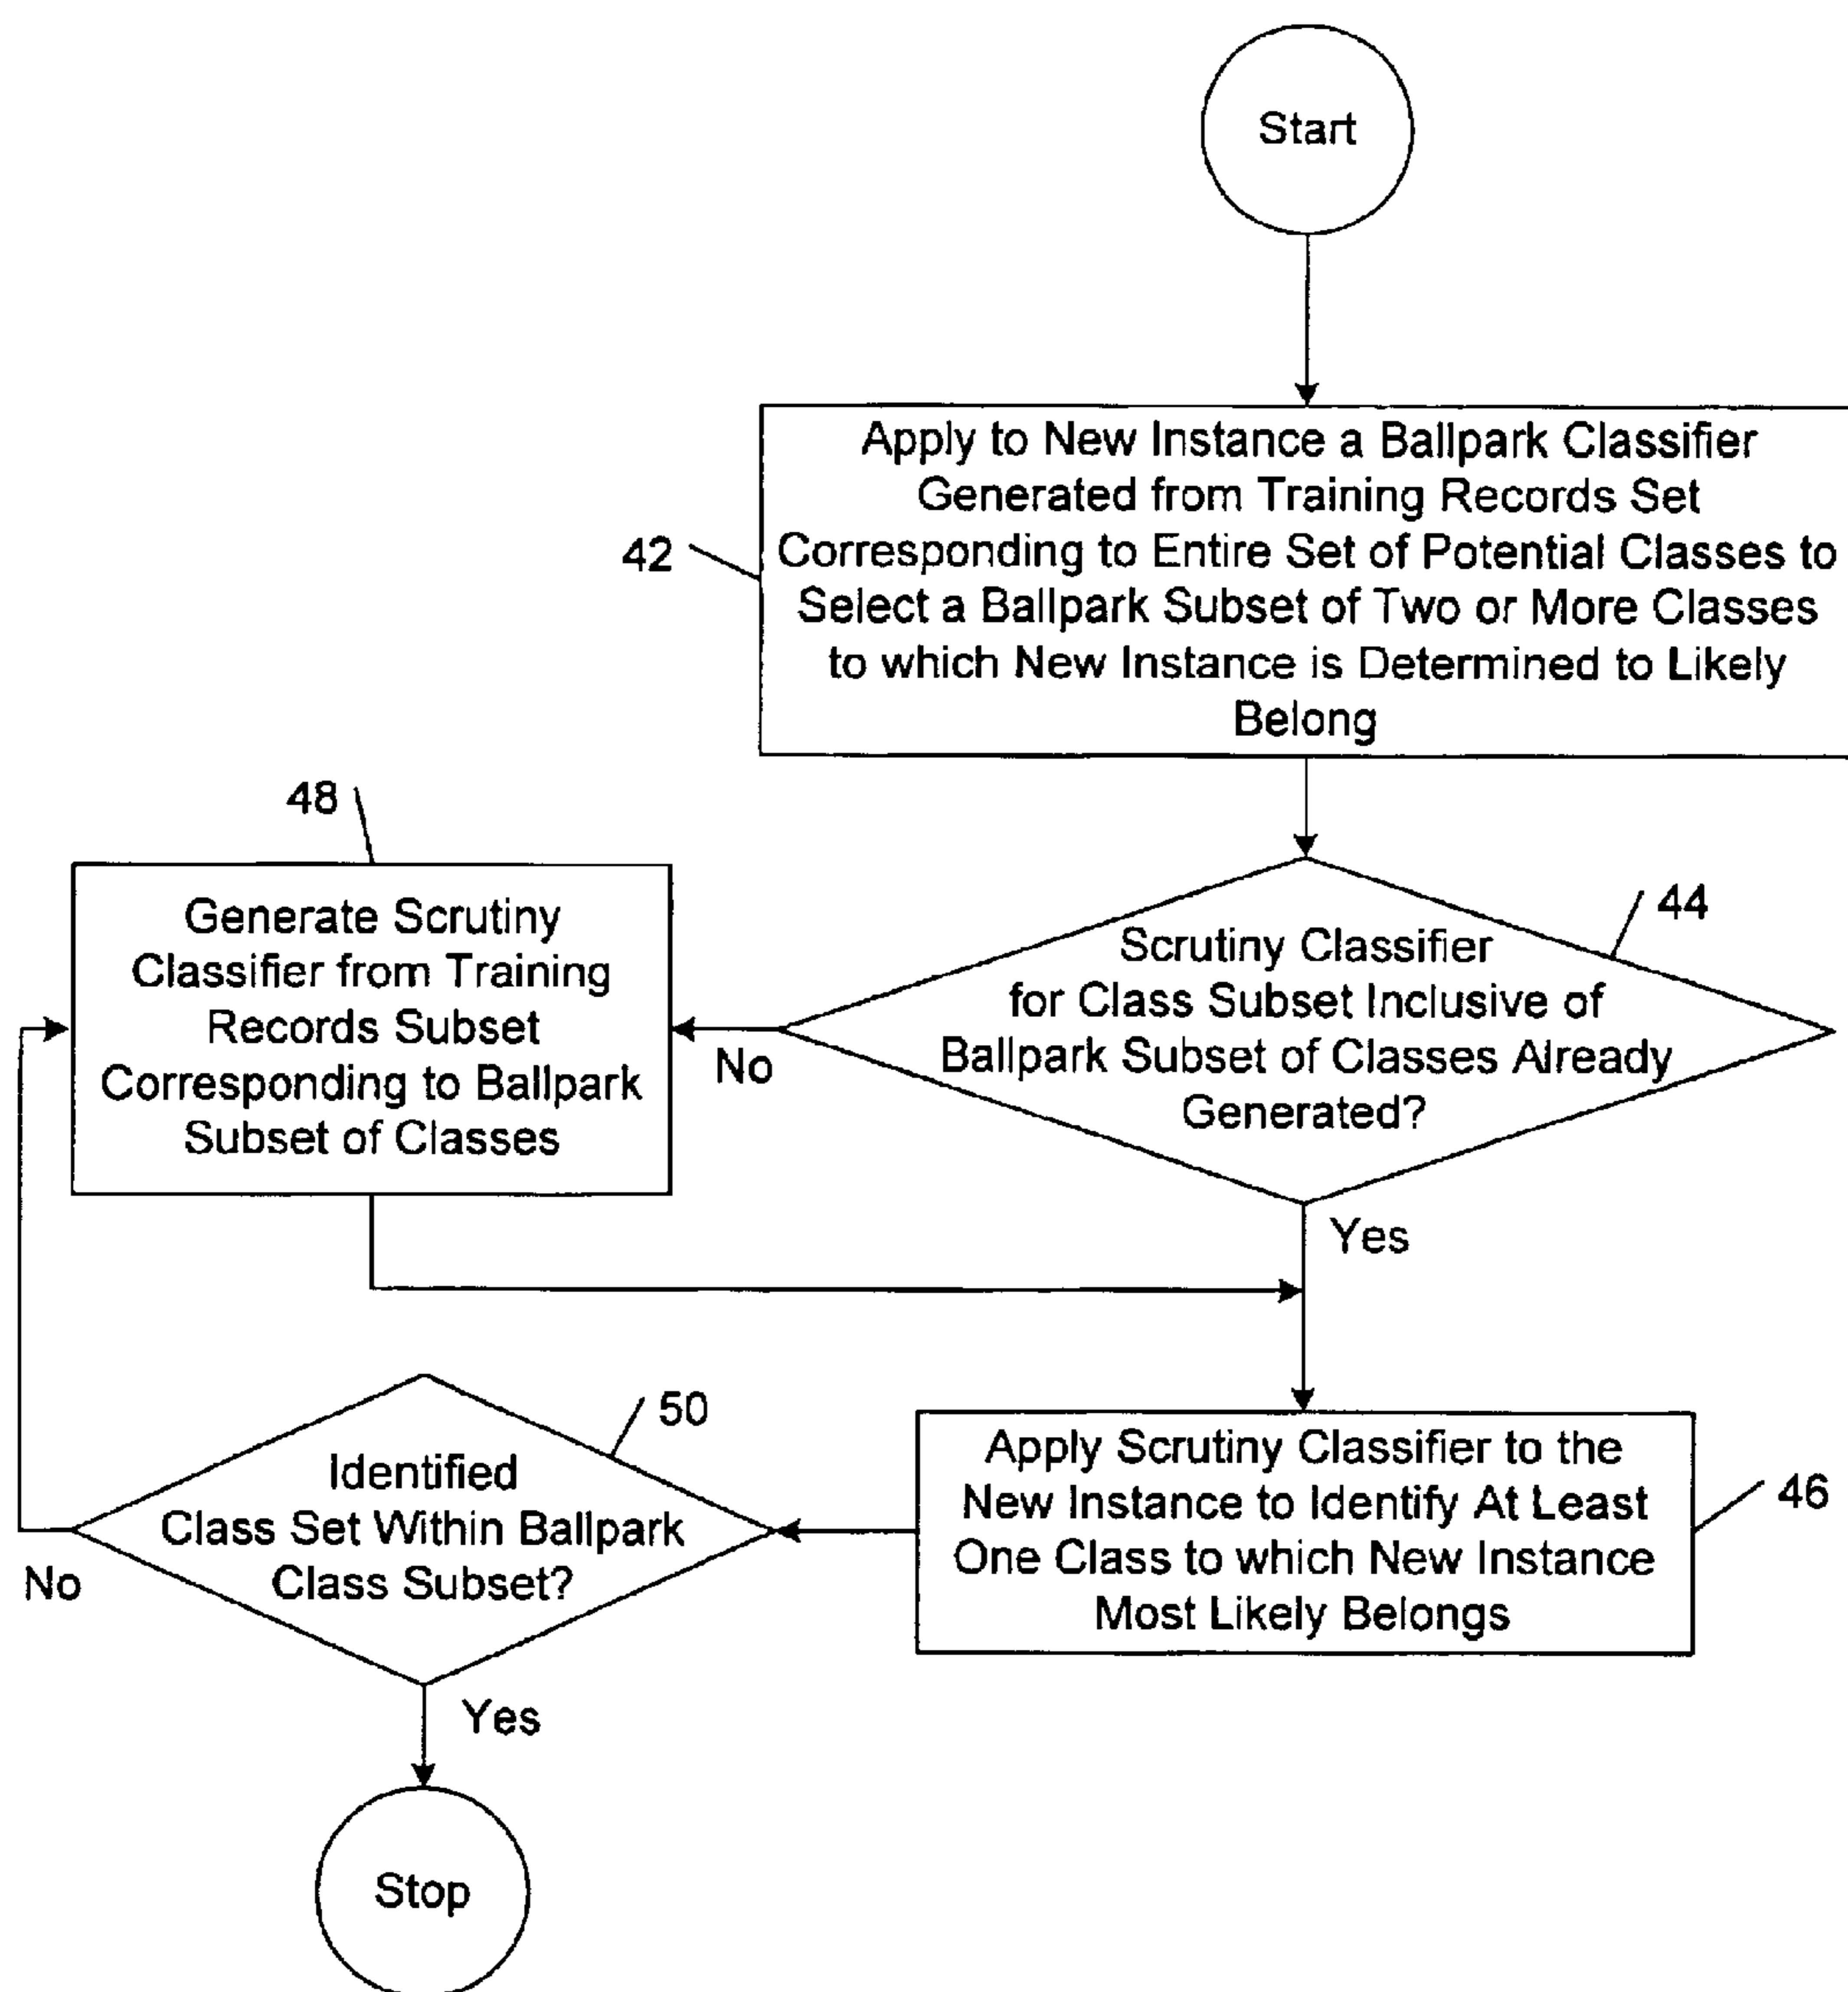 Start
Apply to New Instance a Ballpark Classifier
Generated from Training Records Set
Corresponding to Entire Set of Potential Classes to
Select a Ballpark Subset of Two or More Classes
to which New Instance is Determined to Likely
Belong
42
48
Generate Scrutiny
Classifier from Training
Records Subset
Corresponding to Ballpark
Subset of Classes
44
Scrutiny Classifier
for Class Subset Inclusive of
Ballpark Subset of Classes Already
Generated?
No
Yes
50
Identified
Class Set Within Ballpark
Class Subset?
No
Yes
Apply Scrutiny Classifier to the
New Instance to Identify At Least
One Class to which New Instance
Most Likely Belongs
46
Stop